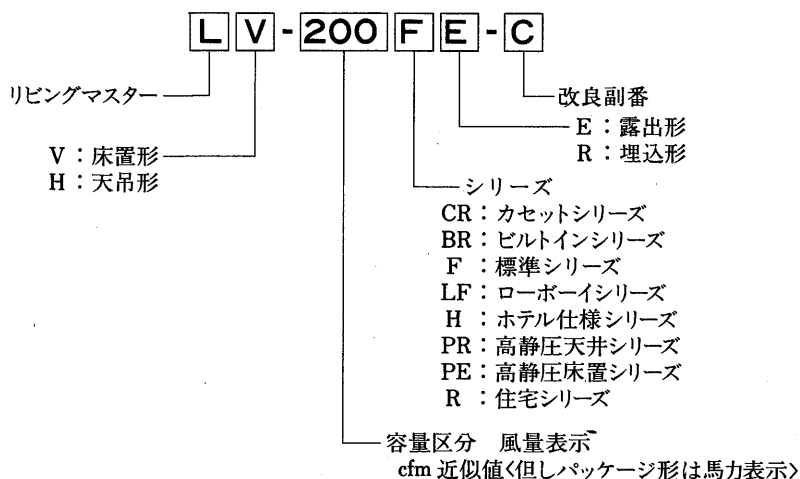 LV-200FE-C
リビングマスター
改良副番
E：露出形
R：埋込形
V：床置形
H：天吊形
シリーズ
CR：カセットシリーズ
BR：ビルトインシリーズ
F：標準シリーズ
LF：ローボーイシリーズ
H：ホテル仕様シリーズ
PR：高静圧天井シリーズ
PE：高静圧床置シリーズ
R：住宅シリーズ
容量区分 風量表示
cfm 近似値〈但しパッケージ形は馬力表示〉